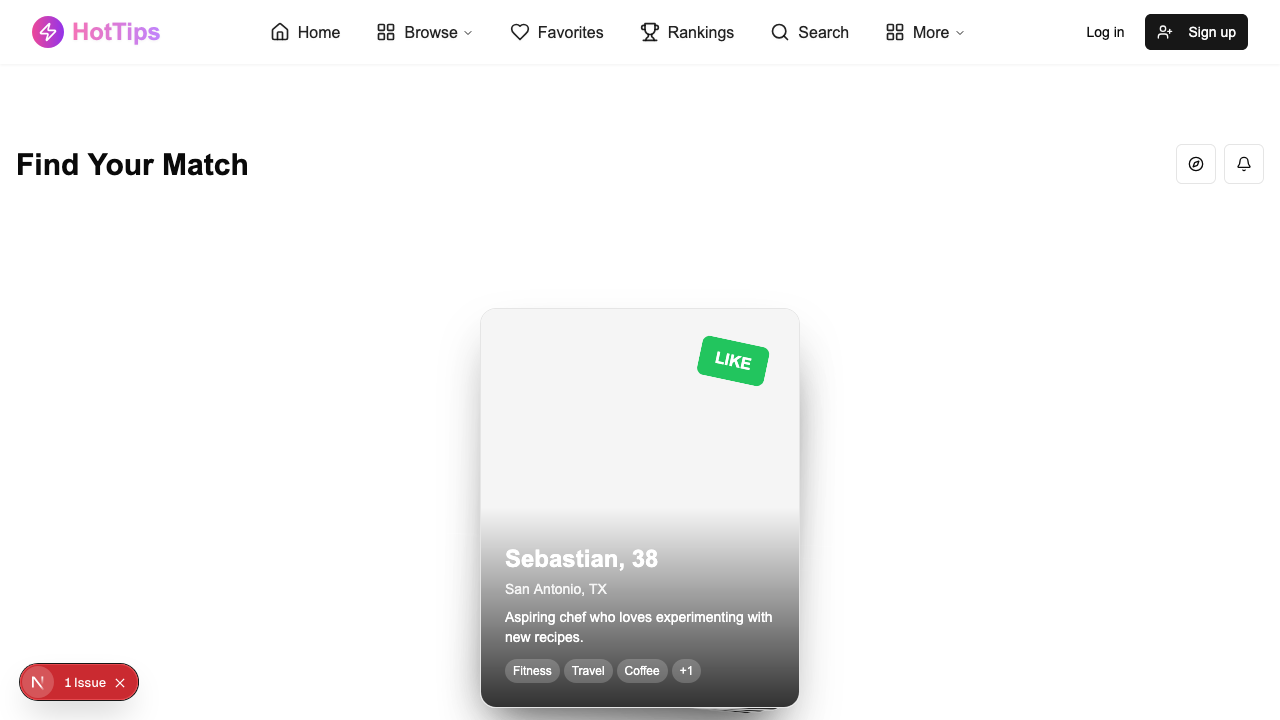 HotTips
Home
Browse
Favorites
Rankings
Search
More
Log in
Sign up
Find Your Match
LIKE
Sebastian, 38
San Antonio, TX
Aspiring chef who loves experimenting with
new recipes.
Fitness
Travel
Coffee
+1
N
1 Issue